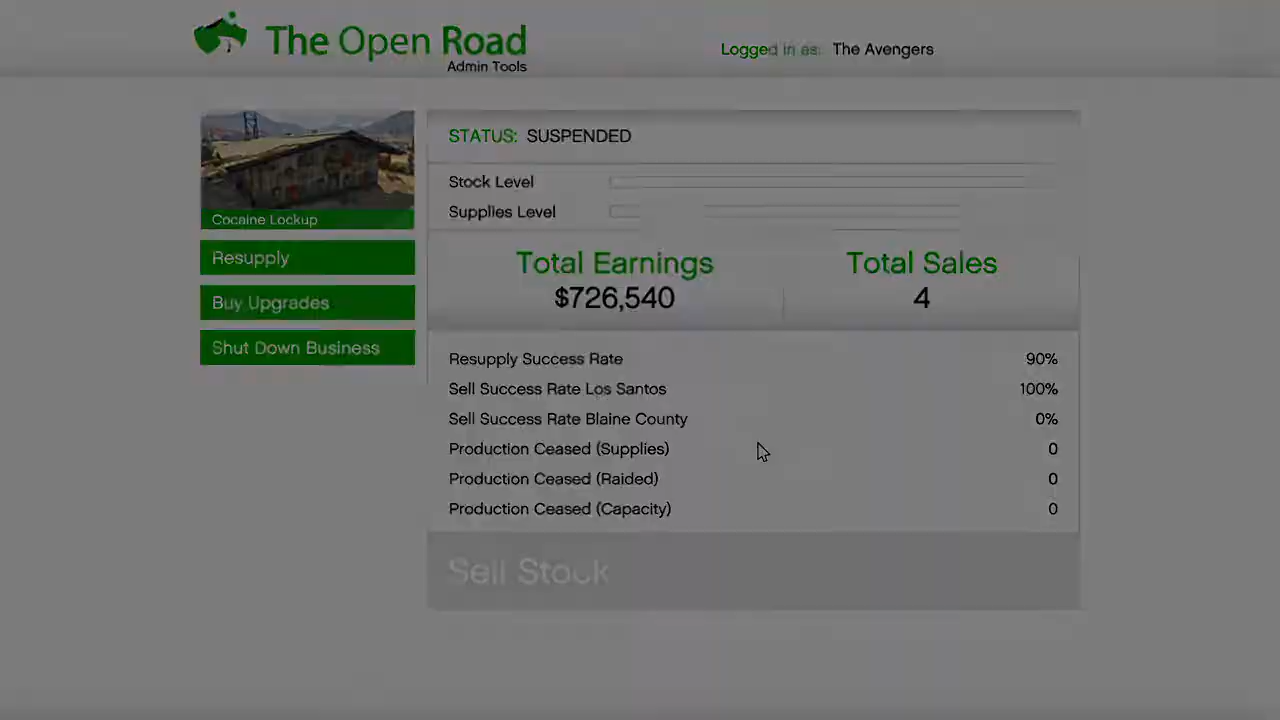 The Open Road
Admin Tools
Logged in as: The Avengers
Cocaine Lockup
Resupply
Buy Upgrades
Shut Down Business
STATUS: SUSPENDED
Stock Level
Supplies Level
Total Earnings
$726,540
Total Sales
4
Resupply Success Rate 90%
Sell Success Rate Los Santos 100%
Sell Success Rate Blaine County 0%
Production Ceased (Supplies) 0
Production Ceased (Raided) 0
Production Ceased (Capacity) 0
Sell Stock